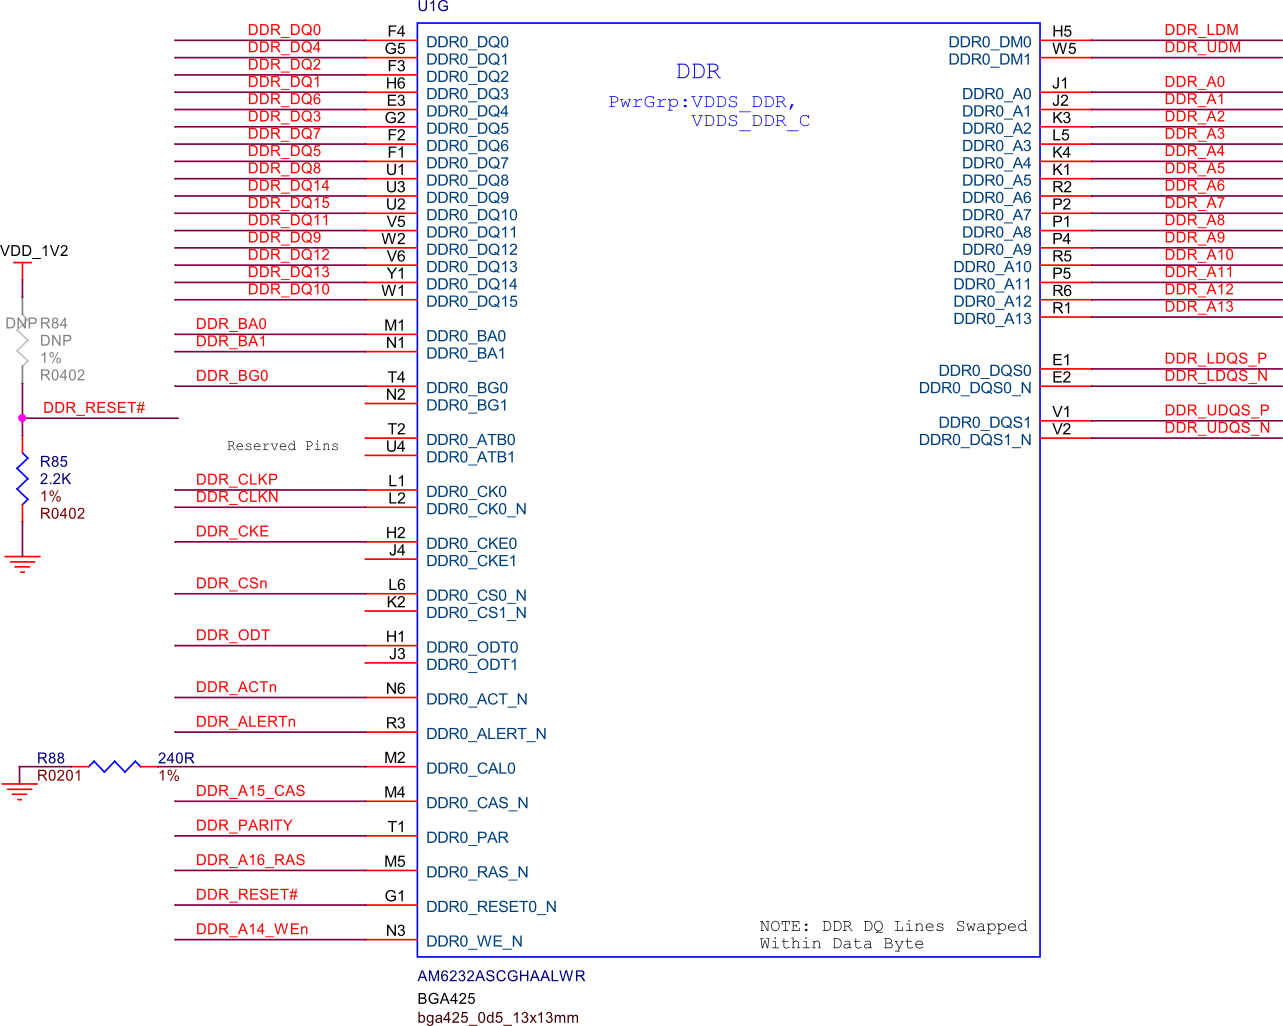 U1G
DDR
PwrGrp:VDDS_DDR,
VDDS_DDR_C
DDR_DQ0 F4 DDR0_DQ0
DDR_DQ4 G5 DDR0_DQ1
DDR_DQ2 F3 DDR0_DQ2
DDR_DQ1 H6 DDR0_DQ3
DDR_DQ6 E3 DDR0_DQ4
DDR_DQ3 G2 DDR0_DQ5
DDR_DQ7 F2 DDR0_DQ6
DDR_DQ5 F1 DDR0_DQ7
DDR_DQ8 U1 DDR0_DQ8
DDR_DQ14 U3 DDR0_DQ9
DDR_DQ15 U2 DDR0_DQ10
DDR_DQ11 V5 DDR0_DQ11
DDR_DQ9 W2 DDR0_DQ12
DDR_DQ12 V6 DDR0_DQ13
DDR_DQ13 Y1 DDR0_DQ14
DDR_DQ10 W1 DDR0_DQ15
DDR_BA0 M1 DDR0_BA0
DDR_BA1 N1 DDR0_BA1
DDR_BG0 T4 DDR0_BG0
N2 DDR0_BG1
T2 DDR0_ATB0
Reserved Pins
U4 DDR0_ATB1
DDR_CLKP L1 DDR0_CK0
DDR_CLKN L2 DDR0_CK0_N
DDR_CKE H2 DDR0_CKE0
J4 DDR0_CKE1
DDR_CSn L6 DDR0_CS0_N
K2 DDR0_CS1_N
DDR_ODT H1 DDR0_ODT0
J3 DDR0_ODT1
DDR_ACTn N6 DDR0_ACT_N
DDR_ALERTn R3 DDR0_ALERT_N
R88 240R M2 DDR0_CAL0
R0201 1%
DDR_A15_CAS M4 DDR0_CAS_N
DDR_PARITY T1 DDR0_PAR
DDR_A16_RAS M5 DDR0_RAS_N
DDR_RESET# G1 DDR0_RESET0_N
DDR_A14_WEn N3 DDR0_WE_N
VDD_1V2
DNP R84
DNP
1%
R0402
DDR_RESET#
R85
2.2K
1%
R0402
DDR0_DM0 H5 DDR_LDM
DDR0_DM1 W5 DDR_UDM
DDR0_A0 J1 DDR_A0
DDR0_A1 J2 DDR_A1
DDR0_A2 K3 DDR_A2
DDR0_A3 L5 DDR_A3
DDR0_A4 K4 DDR_A4
DDR0_A5 K1 DDR_A5
DDR0_A6 R2 DDR_A6
DDR0_A7 P2 DDR_A7
DDR0_A8 P1 DDR_A8
DDR0_A9 P4 DDR_A9
DDR0_A10 R5 DDR_A10
DDR0_A11 P5 DDR_A11
DDR0_A12 R6 DDR_A12
DDR0_A13 R1 DDR_A13
DDR0_DQS0 E1 DDR_LDQS_P
DDR0_DQS0_N E2 DDR_LDQS_N
DDR0_DQS1 V1 DDR_UDQS_P
DDR0_DQS1_N V2 DDR_UDQS_N
NOTE: DDR DQ Lines Swapped
Within Data Byte
AM6232ASCGHAALWR
BGA425
bga425_0d5_13x13mm